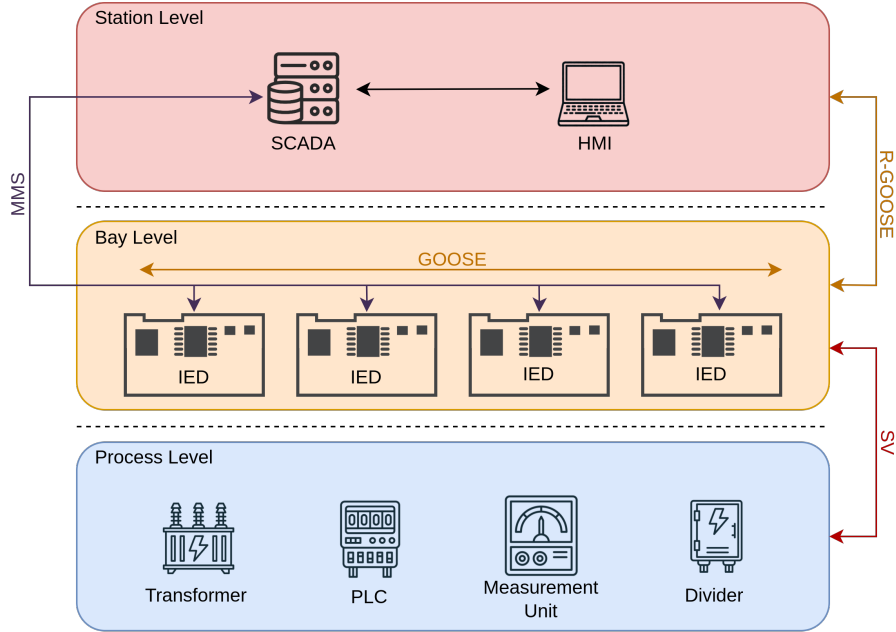 Station Level
SCADA
HMI
MMS
R-GOOSE
Bay Level
GOOSE
IED
IED
IED
IED
SV
Process Level
Transformer
PLC
Measurement
Unit
Divider